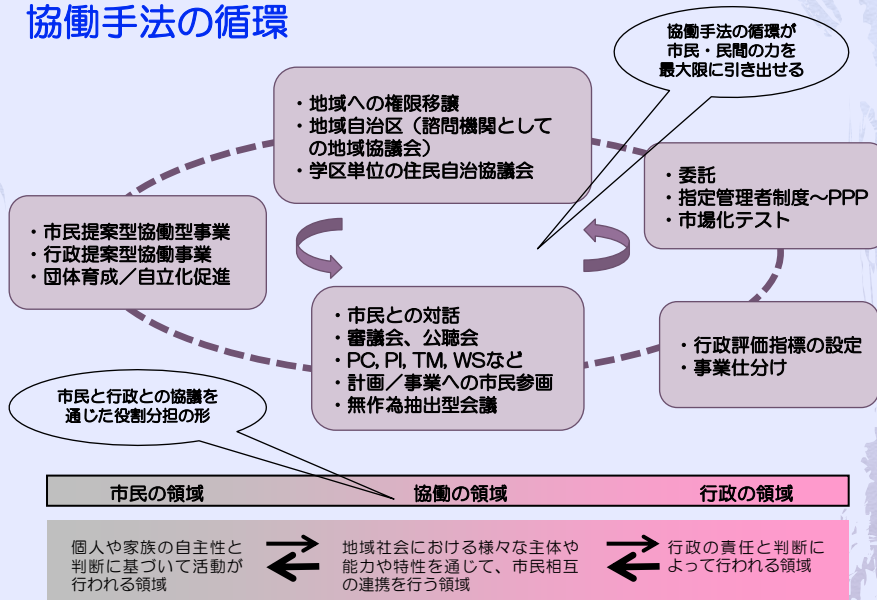 協働手法の循環
協働手法の循環が
市民・民間の力を
最大限に引き出せる
・地域への権限移譲
・地域自治区（諮問機関として
の地域協議会）
・学区単位の住民自治協議会
・委託
・指定管理者制度～PPP
・市場化テスト
・市民提案型協働型事業
・行政提案型協働事業
・団体育成／自立化促進
・市民との対話
・審議会、公聴会
・PC, PI, TM, WSなど
・計画／事業への市民参画
・無作為抽出型会議
・行政評価指標の設定
・事業仕分け
市民と行政との協議を
通じた役割分担の形
市民の領域
協働の領域
行政の領域
個人や家族の自主性と
判断に基づいて活動が
行われる領域
地域社会における様々な主体や
能力や特性を通じて、市民相互
の連携を行う領域
行政の責任と判断に
よって行われる領域